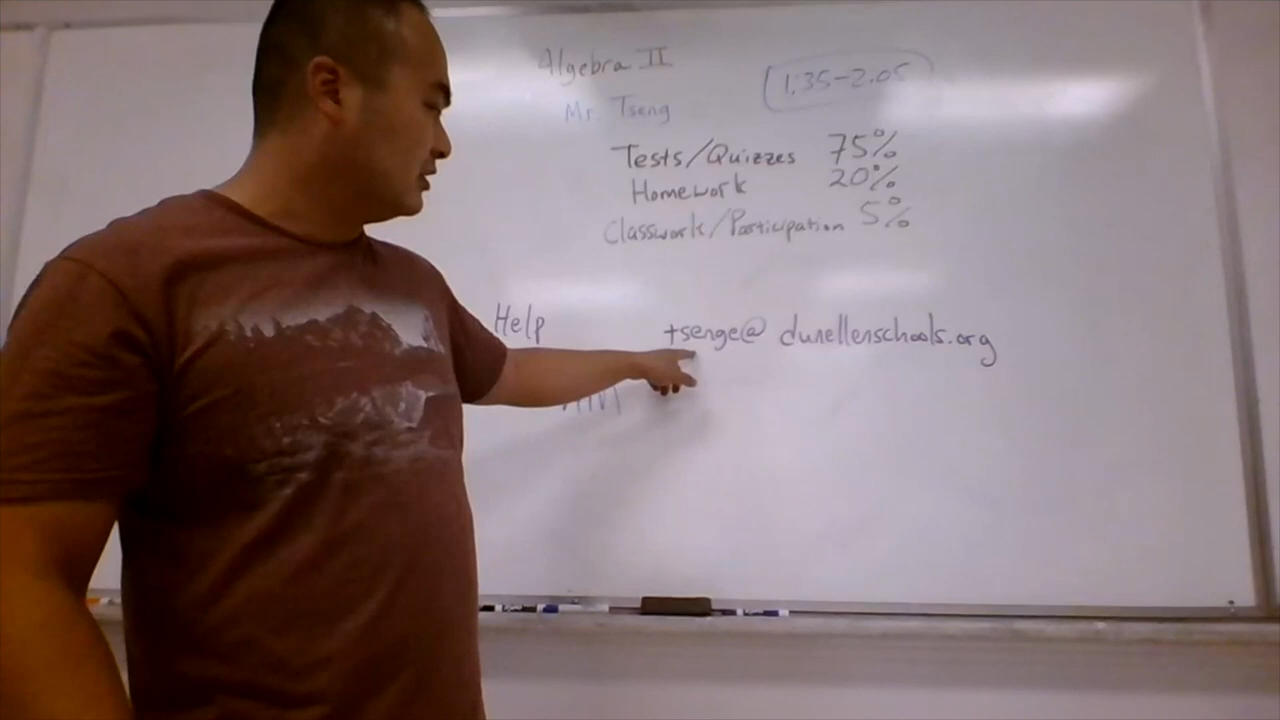 Algebra II
1:35-2:05
Mr. Tseng
Tests/Quizzes 75%
Homework 20%
Classwork/Participation 5%
Help tsenge@ dunellenschools.org